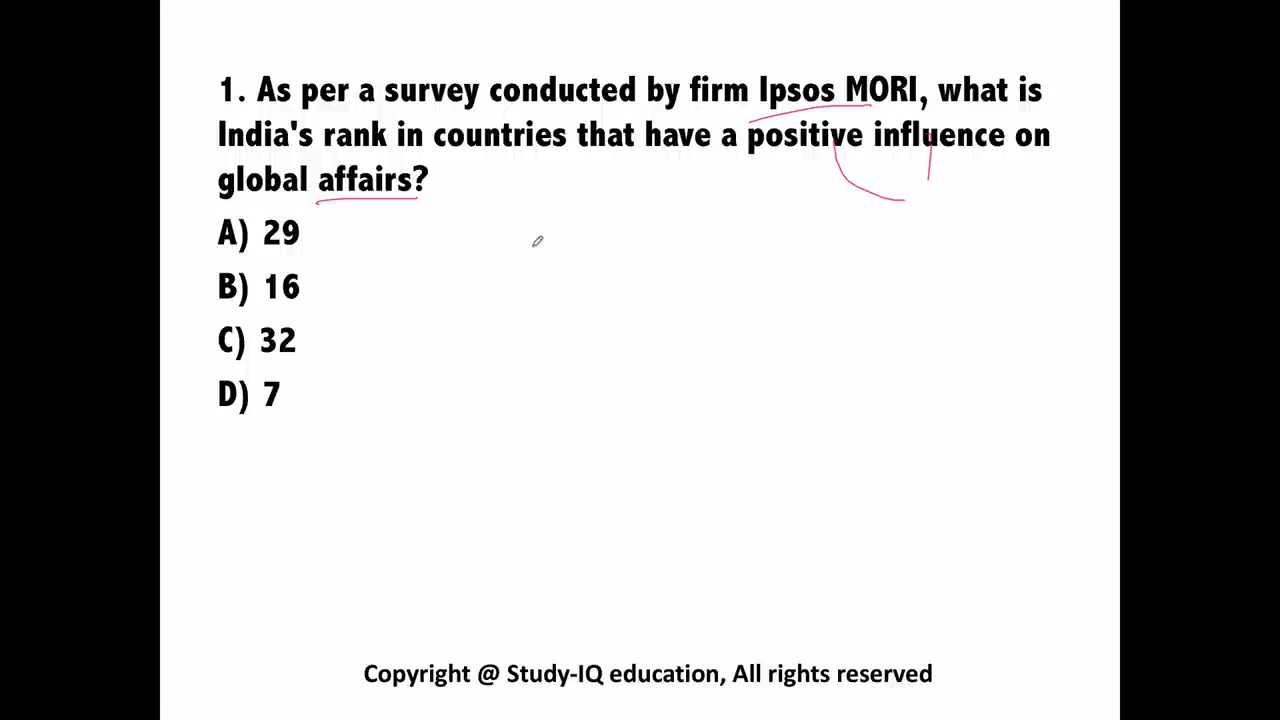 1. As per a survey conducted by firm Ipsos MORI, what is
India's rank in countries that have a positive influence on
global affairs?
A) 29
B) 16
C) 32
D) 7
Copyright @ Study-IQ education, All rights reserved